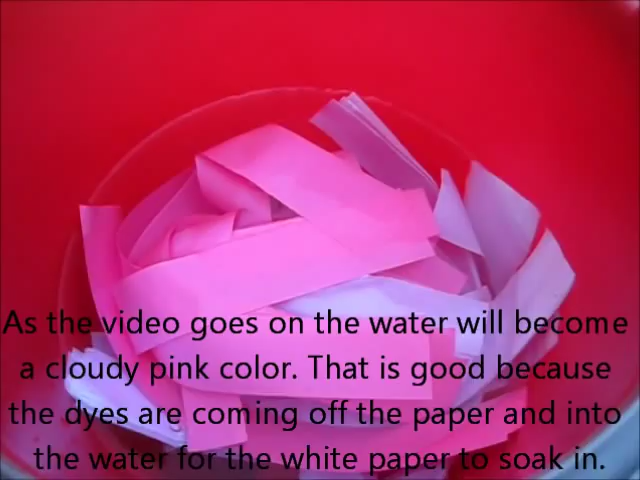 As the video goes on the water will become
a cloudy pink color. That is good because
the dyes are coming off the paper and into
the water for the white paper to soak in.